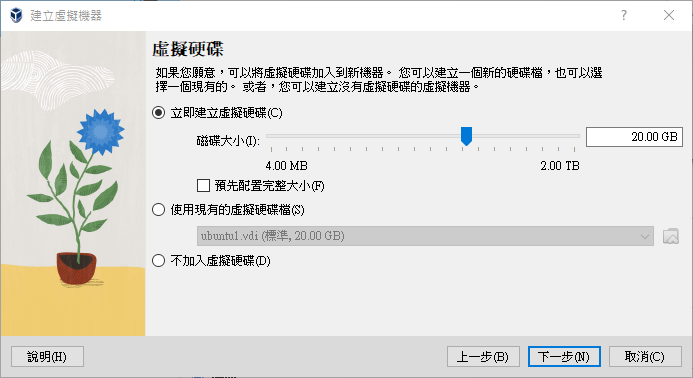 建立虛擬機器
虛擬硬碟
如果您願意，可以將虛擬硬碟加入到新機器。 您可以建立一個新的硬碟檔，也可以選
擇一個現有的。 或者，您可以建立沒有虛擬硬碟的虛擬機器。
立即建立虛擬硬碟(C)
磁碟大小(I): 20.00 GB
4.00 MB 2.00 TB
預先配置完整大小(F)
使用現有的虛擬硬碟檔(S)
ubuntu1.vdi (標準, 20.00 GB)
不加入虛擬硬碟(D)
說明(H) 上一步(B) 下一步(N) 取消(C)